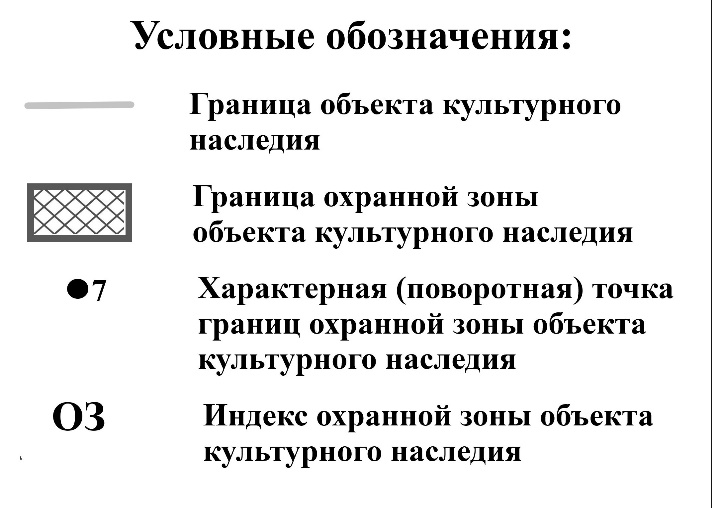 Условные обозначения:
Граница объекта культурного
наследия
Граница охранной зоны
объекта культурного наследия
●7 Характерная (поворотная) точка
границ охранной зоны объекта
культурного наследия
ОЗ Индекс охранной зоны объекта
культурного наследия